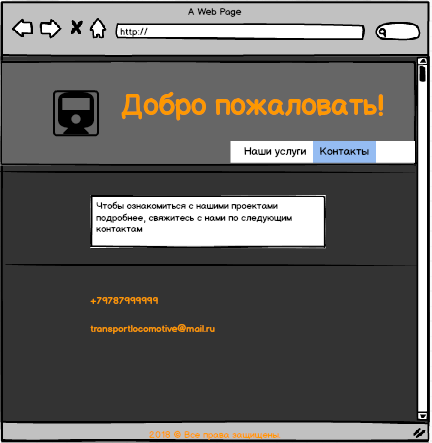 A Web Page
http://
Добро пожаловать!
Наши услуги Контакты
Чтобы ознакомиться с нашими проектами
подробнее, свяжитесь с нами по следующим
контактам
+79787999999
transportlocomotive@mail.ru
2018 © Все права защищены